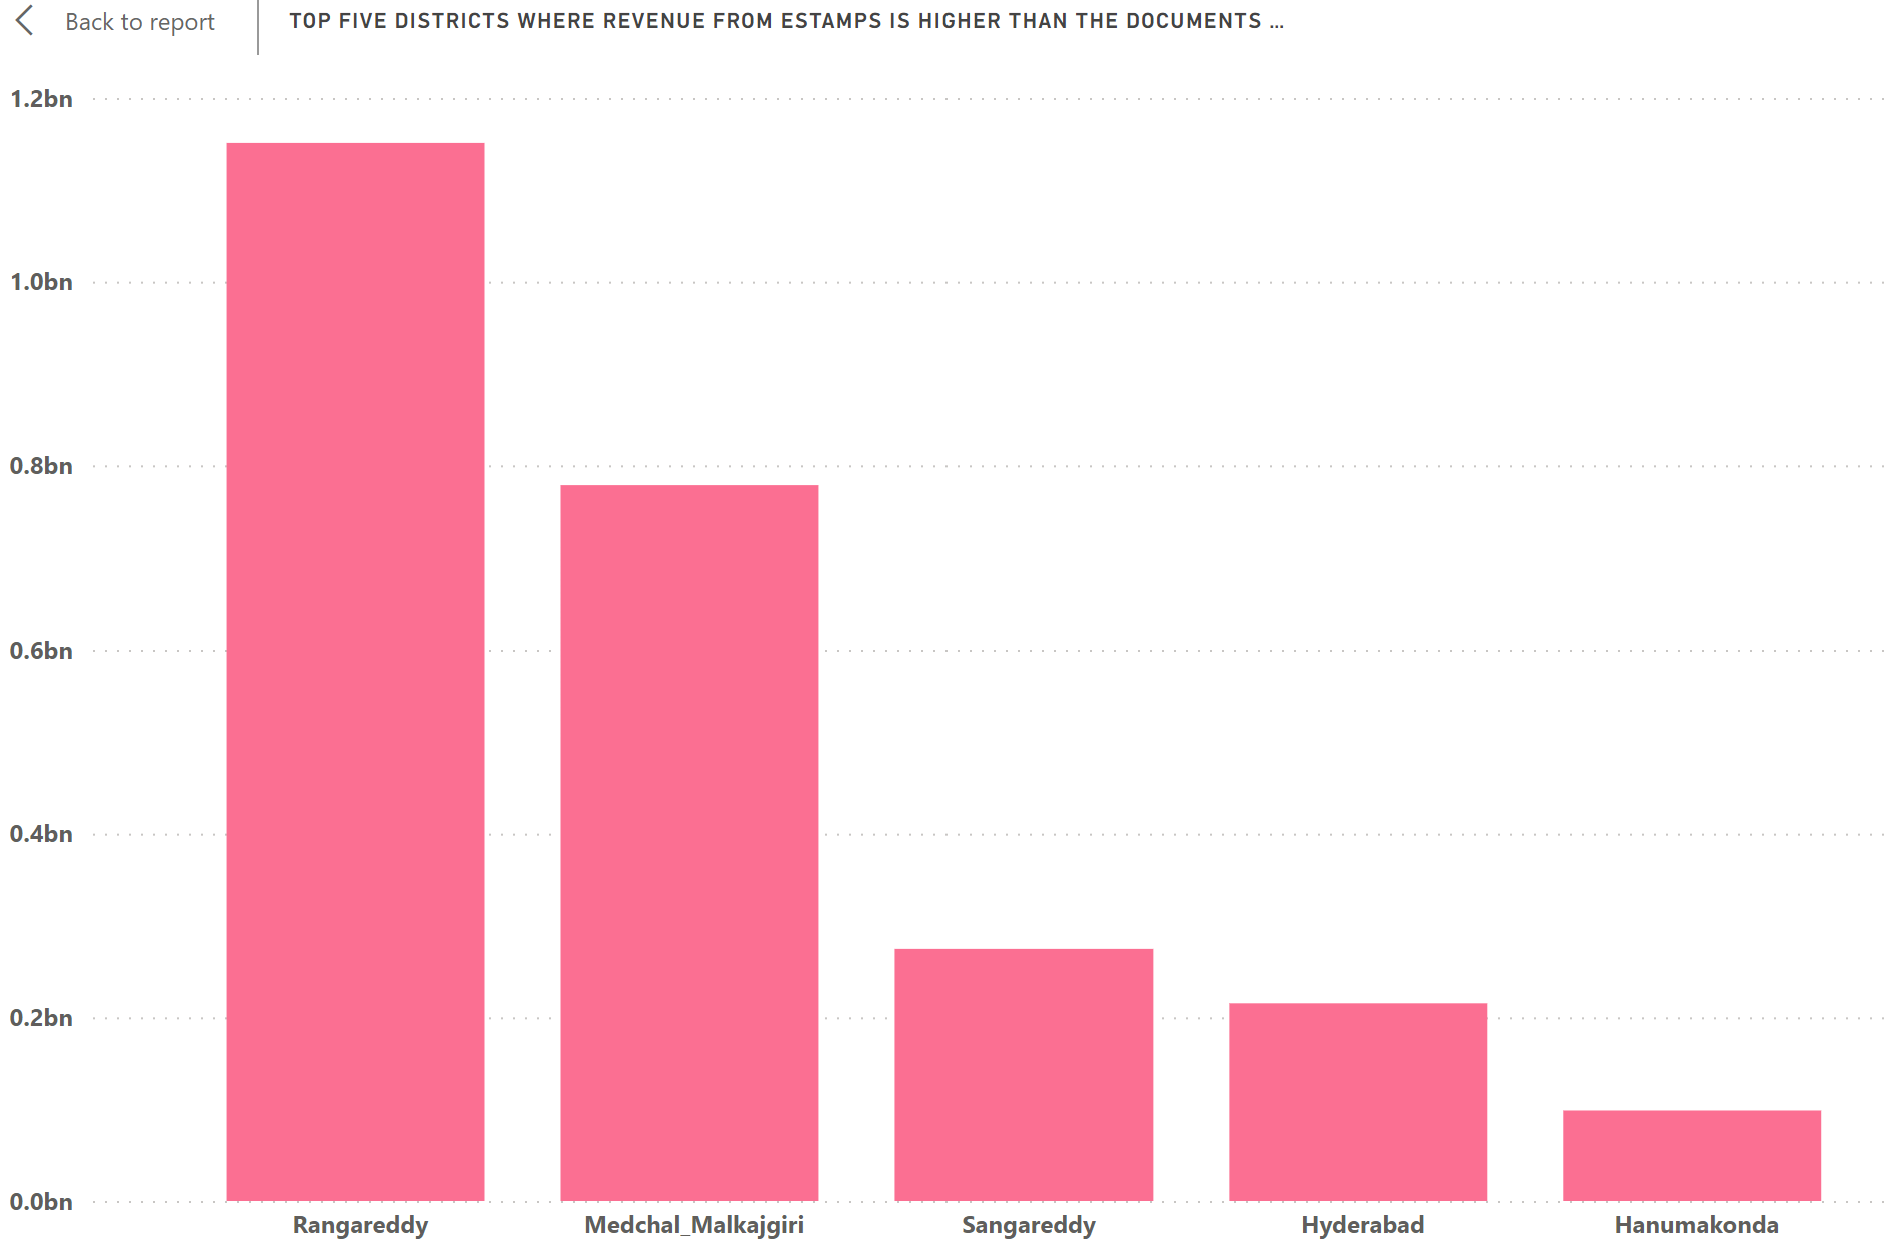 Back to report
TOP FIVE DISTRICTS WHERE REVENUE FROM ESTAMPS IS HIGHER THAN THE DOCUMENTS ...
1.2bn
1.0bn
0.8bn
0.6bn
0.4bn
0.2bn
0.0bn
Rangareddy Medchal_Malkajgiri Sangareddy Hyderabad Hanumakonda